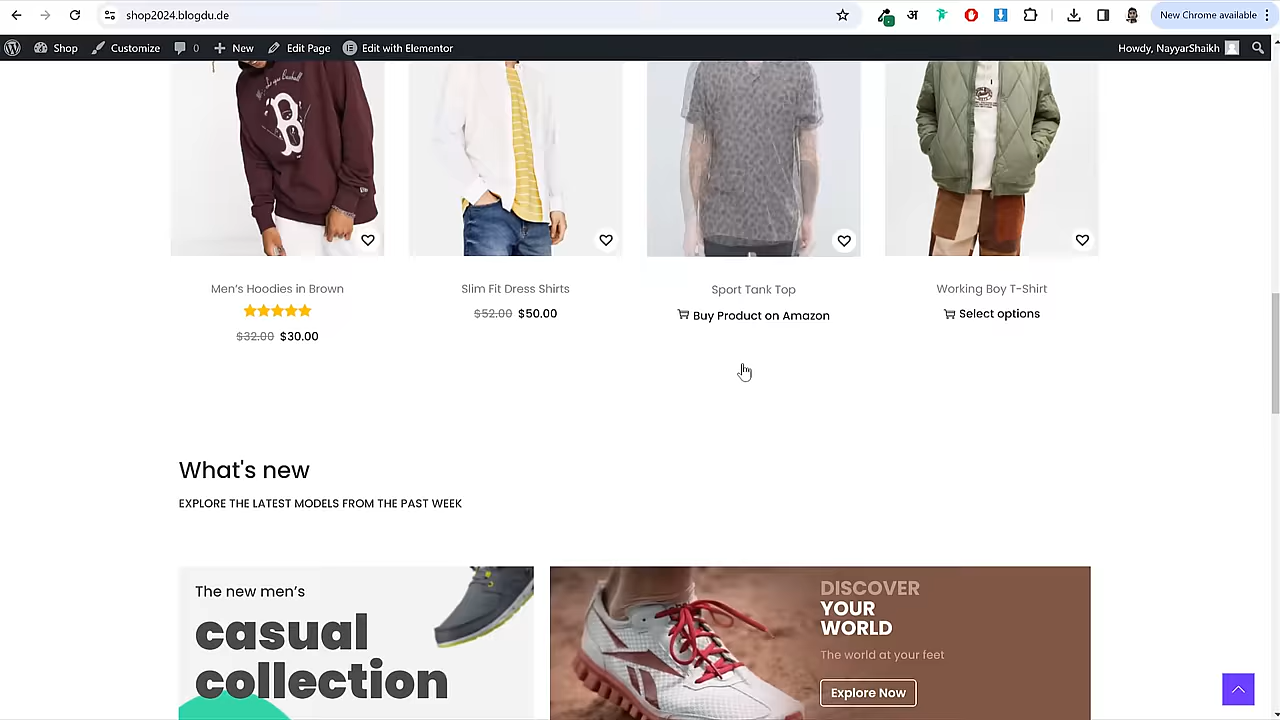 shop2024.blogdu.de
New Chrome available
Shop
Customize
0
New
Edit Page
Edit with Elementor
Howdy, NayyarShaikh
B
Men's Hoodies in Brown
$32.00 $30.00
Slim Fit Dress Shirts
$52.00 $50.00
Sport Tank Top
Buy Product on Amazon
Working Boy T-Shirt
Select options
What's new
EXPLORE THE LATEST MODELS FROM THE PAST WEEK
The new men's
casual
collection
DISCOVER
YOUR
WORLD
The world at your feet
Explore Now